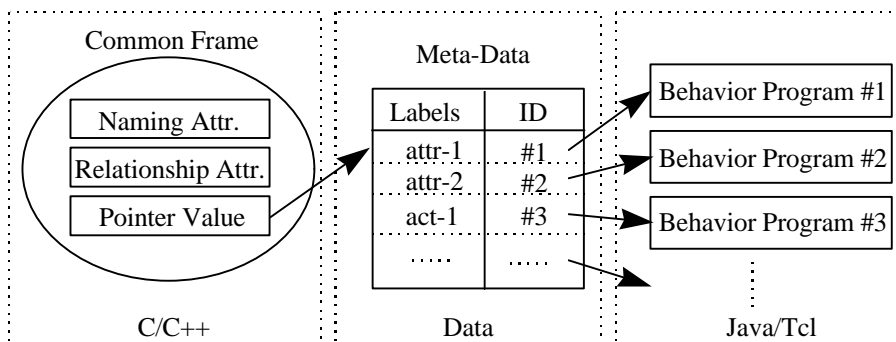 Common Frame
Naming Attr.
Relationship Attr.
Pointer Value
C/C++
Meta-Data
Labels ID
attr-1 #1
attr-2 #2
act-1 #3
..... .....
Data
Behavior Program #1
Behavior Program #2
Behavior Program #3
Java/Tcl